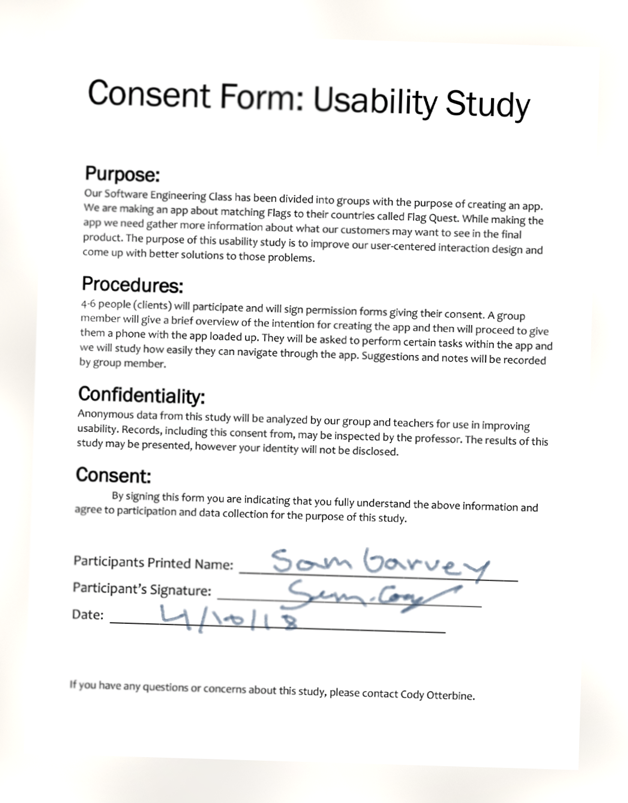 Consent Form: Usability Study
Purpose:
Our Software Engineering Class has been divided into groups with the purpose of creating an app.
We are making an app about matching Flags to their countries called Flag Quest. While making the
app we need gather more information about what our customers may want to see in the final
product. The purpose of this usability study is to improve our user-centered interaction design and
come up with better solutions to those problems.
Procedures:
4-6 people (clients) will participate and will sign permission forms giving their consent. A group
member will give a brief overview of the intention for creating the app and then will proceed to give
them a phone with the app loaded up. They will be asked to perform certain tasks within the app and
we will study how easily they can navigate through the app. Suggestions and notes will be recorded
by group member.
Confidentiality:
Anonymous data from this study will be analyzed by our group and teachers for use in improving
usability. Records, including this consent from, may be inspected by the professor. The results of this
study may be presented, however your identity will not be disclosed.
Consent:
By signing this form you are indicating that you fully understand the above information and
agree to participation and data collection for the purpose of this study.
Participants Printed Name: Sam Garvey
Participant's Signature:
Date: 4/10/18
If you have any questions or concerns about this study, please contact Cody Otterbine.